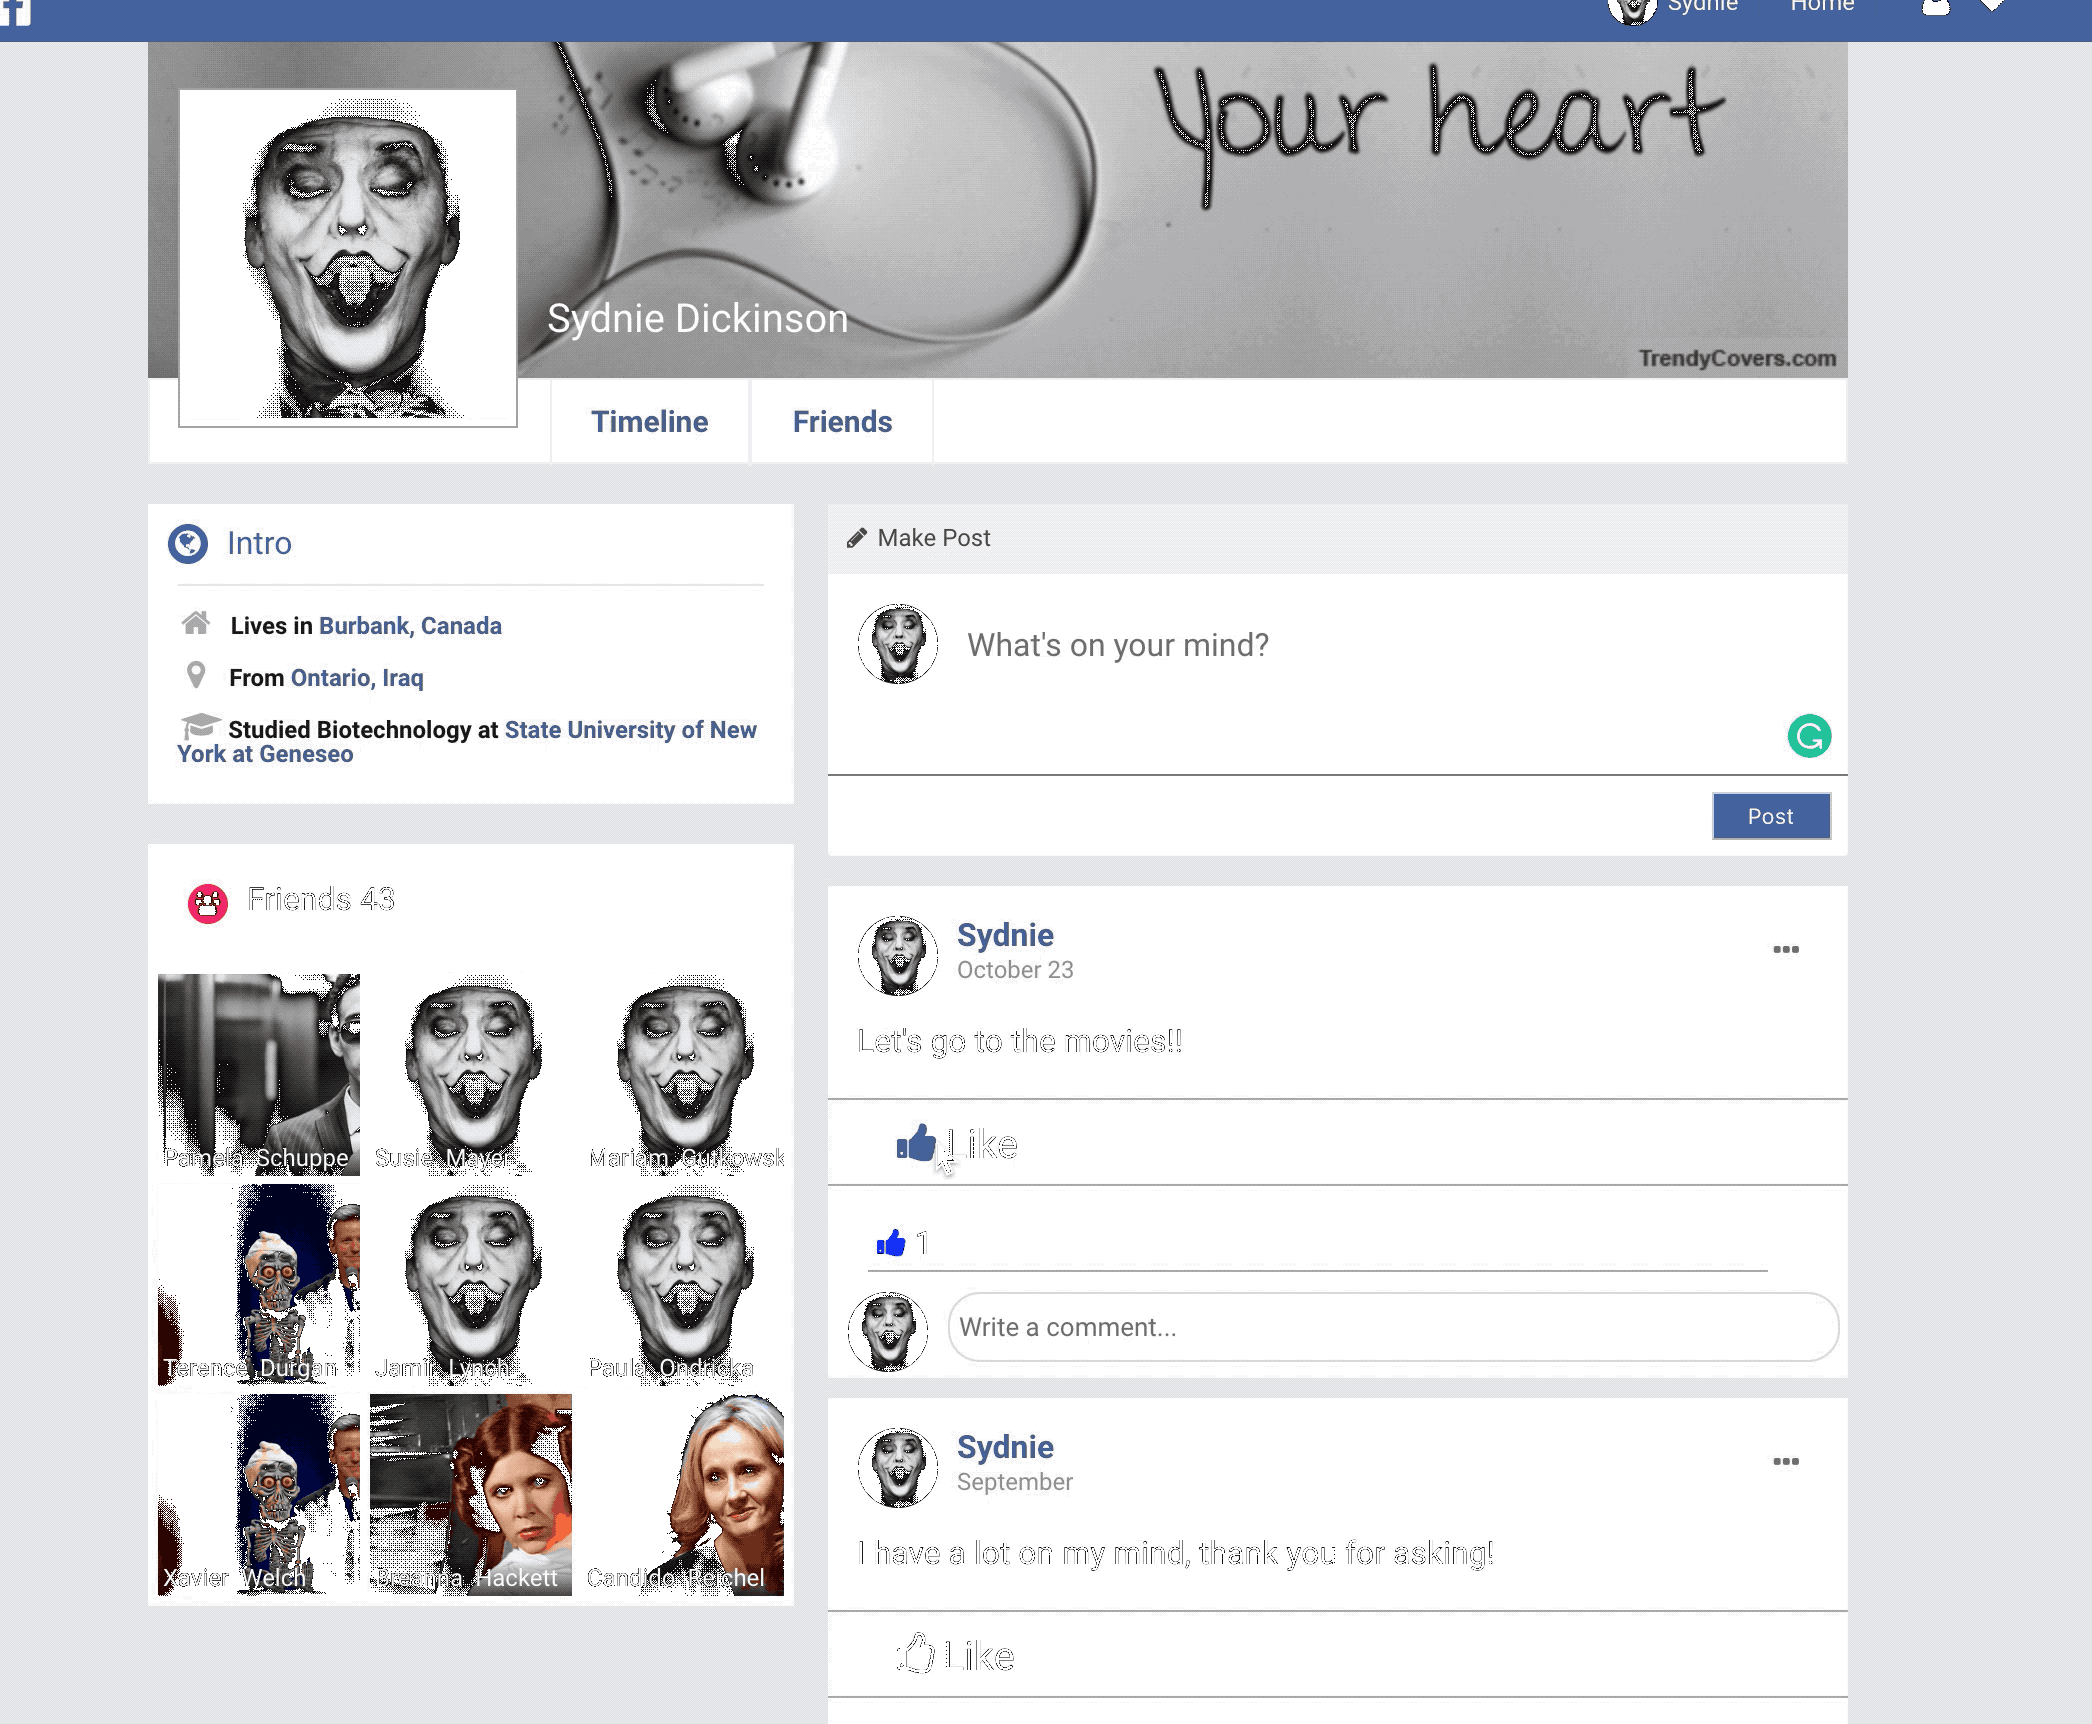 Sydnie Home
your heart
Sydnie Dickinson
TrendyCovers.com
Timeline Friends
Intro
Lives in Burbank, Canada
From Ontario, Iraq
Studied Biotechnology at State University of New
York at Geneseo
Friends 43
Pamela Schuppe Susie Mayer Mariam Gutkowsk
Terence Durgan Jamir Lynch Paula Ondricka
Xavier Welch Breanna Hackett Candido Reichel
Make Post
What's on your mind?
Post
Sydnie
October 23
Let's go to the movies!!
Like
1
Write a comment...
Sydnie
September
I have a lot on my mind, thank you for asking!
Like